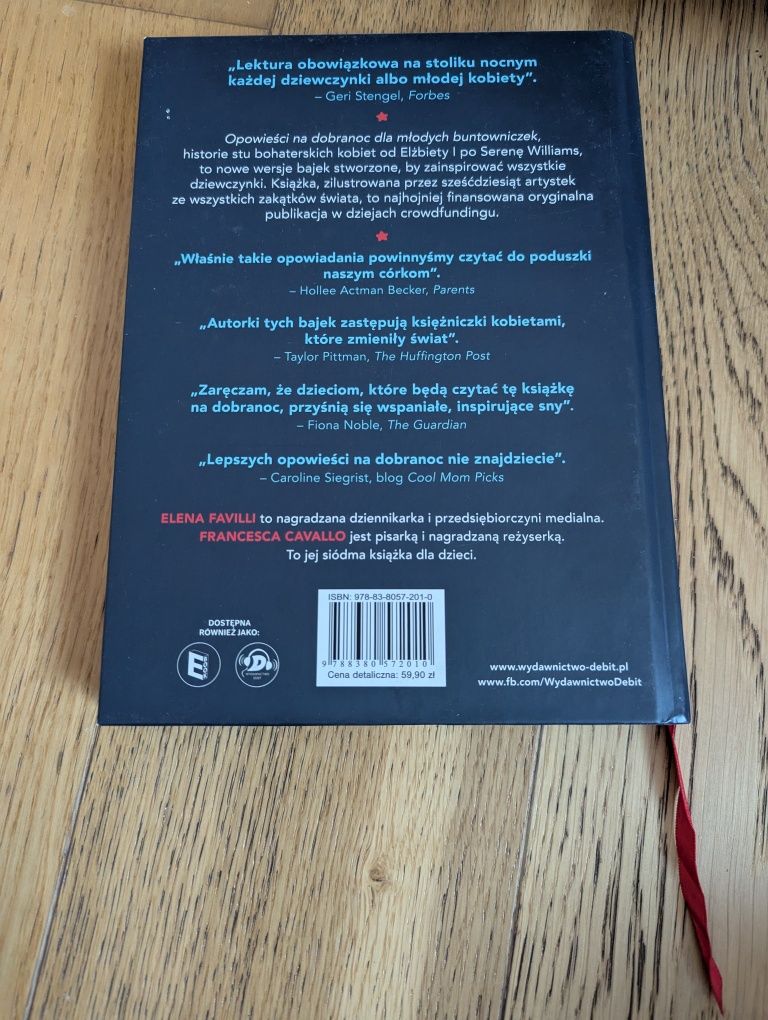 „Lektura obowiązkowa na stoliku nocnym
każdej dziewczynki albo młodej kobiety”.
– Geri Stengel, Forbes
Opowieści na dobranoc dla młodych buntowniczek,
historie stu bohaterskich kobiet od Elżbiety I po Serenę Williams,
to nowe wersje bajek stworzone, by zainspirować wszystkie
dziewczynki. Książka, zilustrowana przez sześćdziesiąt artystek
ze wszystkich zakątków świata, to najhojniej finansowana oryginalna
publikacja w dziejach crowdfundingu.
„Właśnie takie opowiadania powinnyśmy czytać do poduszki
naszym córkom”.
– Hollee Actman Becker, Parents
„Autorki tych bajek zastępują księżniczki kobietami,
które zmieniły świat”.
– Taylor Pittman, The Huffington Post
„Zaręczam, że dzieciom, które będą czytać tę książkę
na dobranoc, przyśnią się wspaniałe, inspirujące sny”.
– Fiona Noble, The Guardian
„Lepszych opowieści na dobranoc nie znajdziecie”.
– Caroline Siegrist, blog Cool Mom Picks
ELENA FAVILLI to nagradzana dziennikarka i przedsiębiorczyni medialna.
FRANCESCA CAVALLO jest pisarką i nagradzaną reżyserką.
To jej siódma książka dla dzieci.
DOSTĘPNA
RÓWNIEŻ JAKO:
E
D
WYDAWNICTWO
DEBIT
ISBN: 978-83-8057-201-0
9 788380 572010
Cena detaliczna: 59,90 zł
www.wydawnictwo-debit.pl
www.fb.com/WydawnictwoDebit